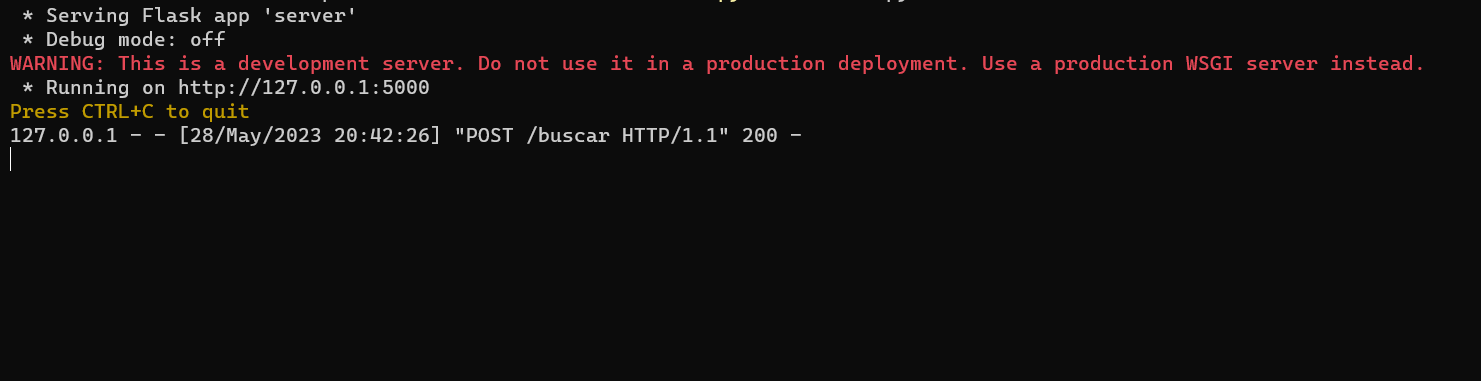 * Serving Flask app 'server'
* Debug mode: off
WARNING: This is a development server. Do not use it in a production deployment. Use a production WSGI server instead.
* Running on http://127.0.0.1:5000
Press CTRL+C to quit
127.0.0.1 - - [28/May/2023 20:42:26] "POST /buscar HTTP/1.1" 200 -